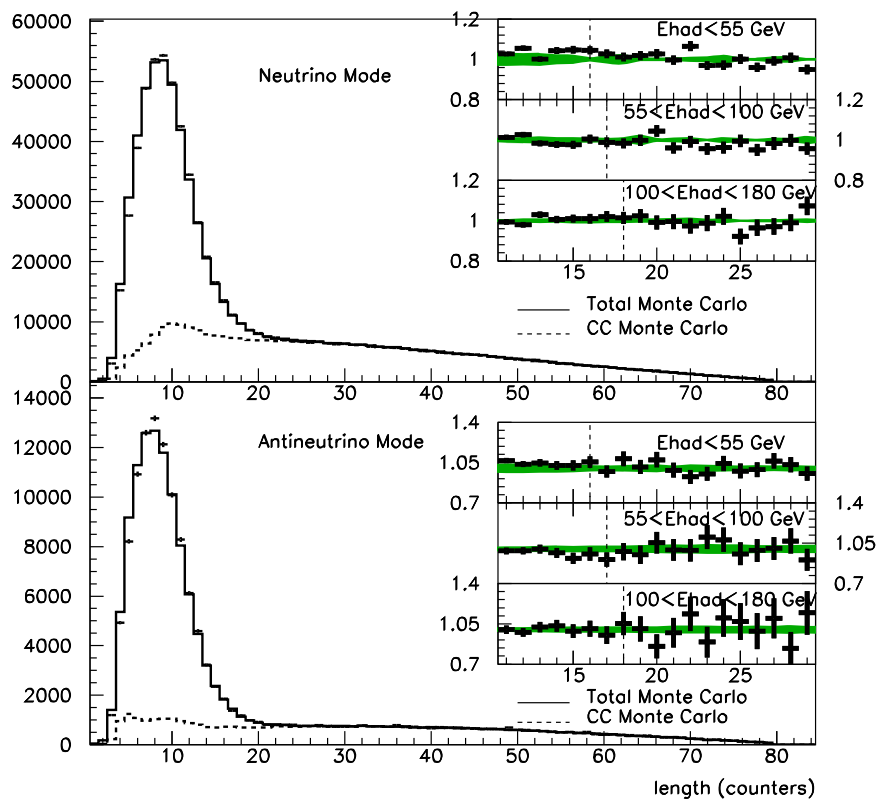 60000
50000
40000
30000
20000
10000
0
Neutrino Mode
1.2
1
0.8
Ehad<55 GeV
55<Ehad<100 GeV
1.2
1
0.8
1.2
1
0.8
100<Ehad<180 GeV
15 20 25
Total Monte Carlo
CC Monte Carlo
10 20 30 40 50 60 70 80
14000
12000
10000
8000
6000
4000
2000
0
Antineutrino Mode
1.4
1.05
0.7
Ehad<55 GeV
55<Ehad<100 GeV
1.4
1.05
0.7
1.4
1.05
0.7
100<Ehad<180 GeV
15 20 25
Total Monte Carlo
CC Monte Carlo
10 20 30 40 50 60 70 80
length (counters)